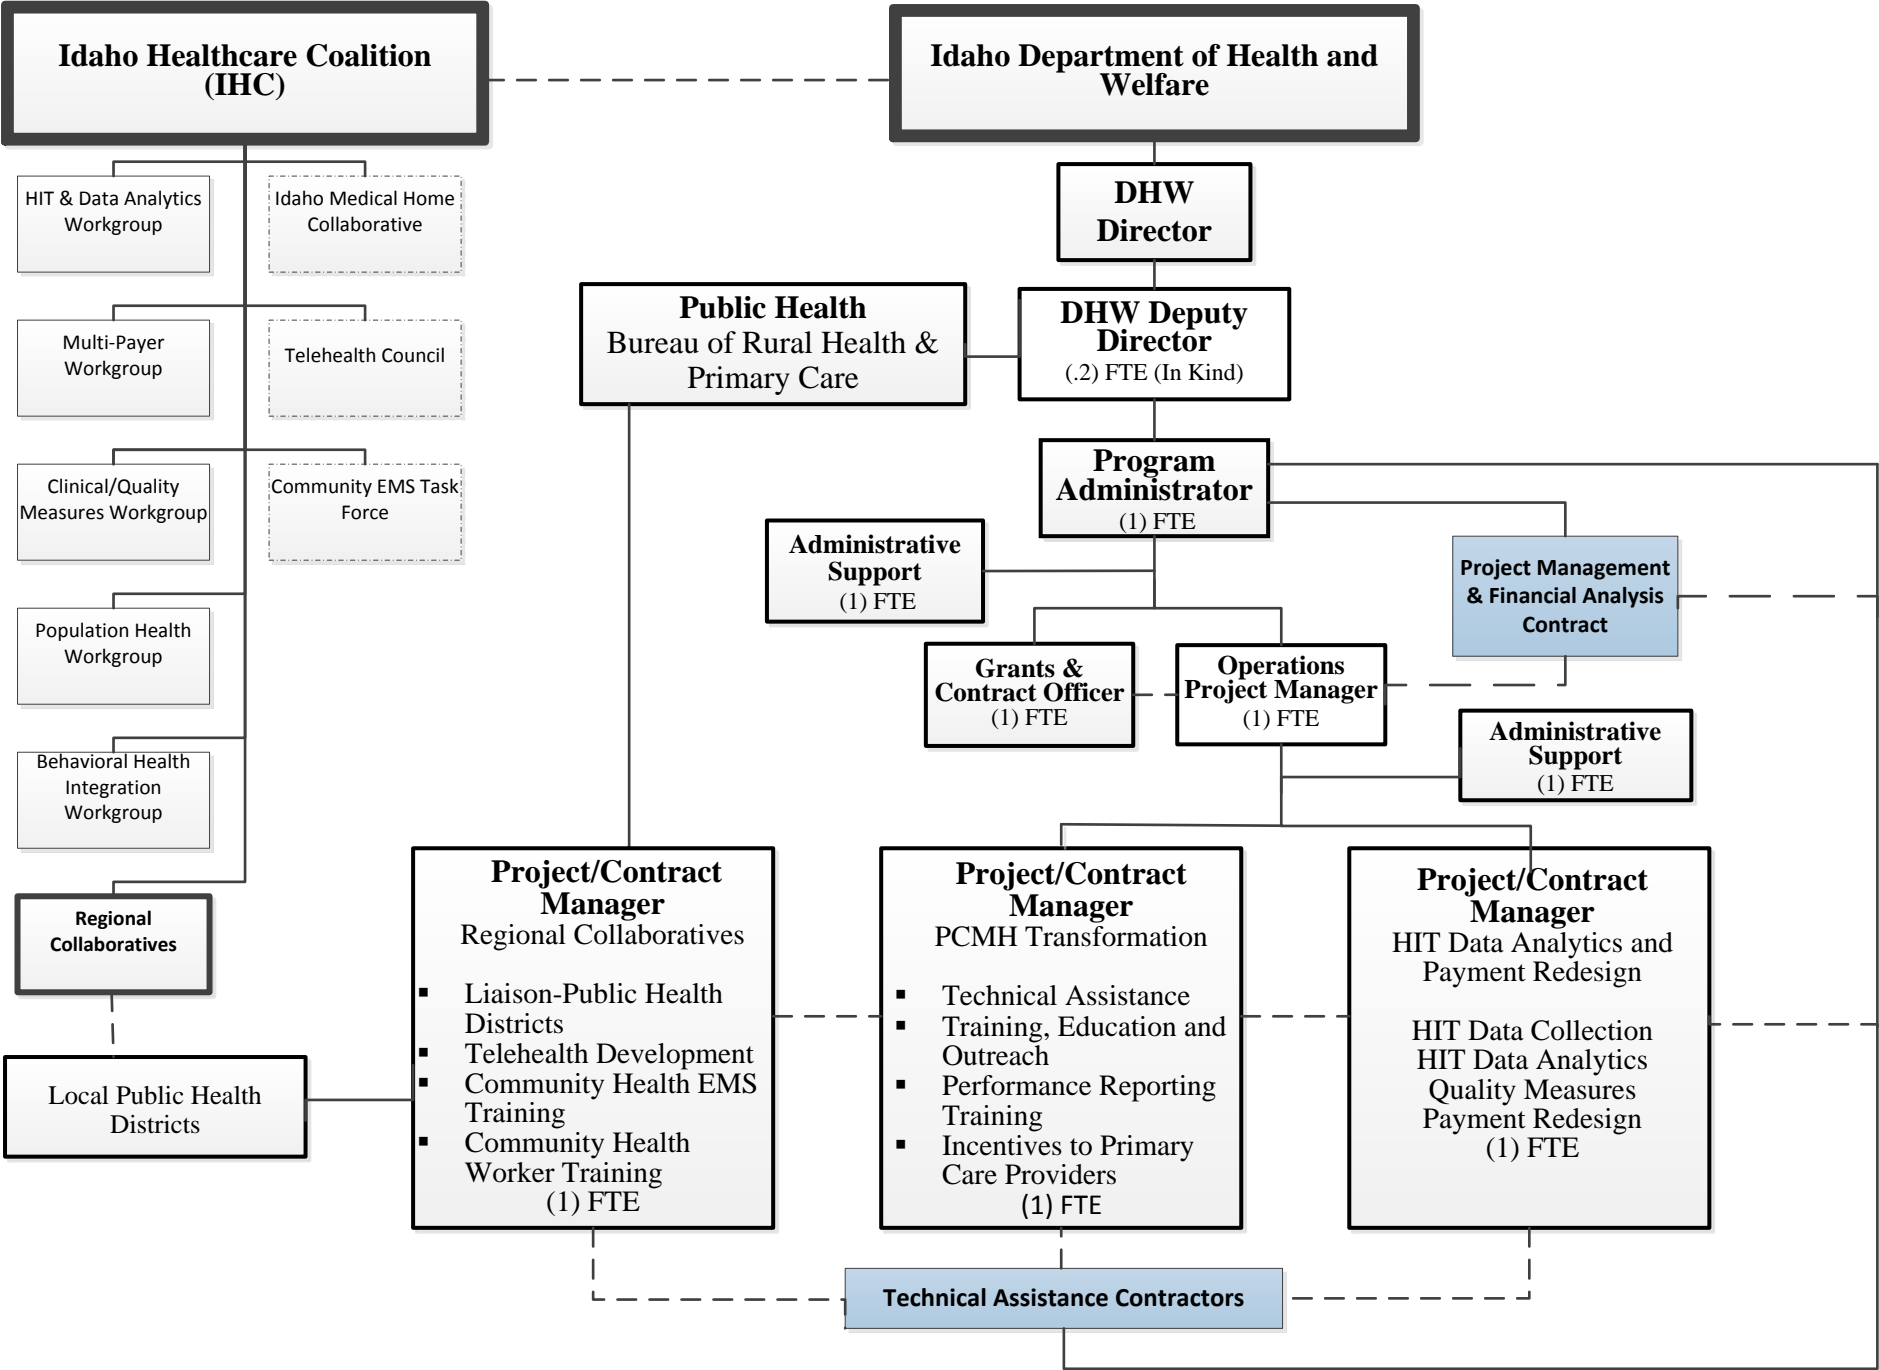 Idaho Healthcare Coalition
(IHC)
Idaho Department of Health and
Welfare
HIT & Data Analytics
Workgroup
Idaho Medical Home
Collaborative
DHW
Director
Multi-Payer
Workgroup
Telehealth Council
Public Health
Bureau of Rural Health &
Primary Care
DHW Deputy
Director
(.2) FTE (In Kind)
Clinical/Quality
Measures Workgroup
Community EMS Task
Force
Program
Administrator
(1) FTE
Administrative
Support
(1) FTE
Project Management
& Financial Analysis
Contract
Population Health
Workgroup
Grants &
Contract Officer
(1) FTE
Operations
Project Manager
(1) FTE
Behavioral Health
Integration
Workgroup
Administrative
Support
(1) FTE
Regional
Collaboratives
Local Public Health
Districts
Project/Contract
Manager
Regional Collaboratives
▪ Liaison-Public Health
Districts
▪ Telehealth Development
▪ Community Health EMS
Training
▪ Community Health
Worker Training
(1) FTE
Project/Contract
Manager
PCMH Transformation
▪ Technical Assistance
▪ Training, Education and
Outreach
▪ Performance Reporting
Training
▪ Incentives to Primary
Care Providers
(1) FTE
Project/Contract
Manager
HIT Data Analytics and
Payment Redesign
HIT Data Collection
HIT Data Analytics
Quality Measures
Payment Redesign
(1) FTE
Technical Assistance Contractors